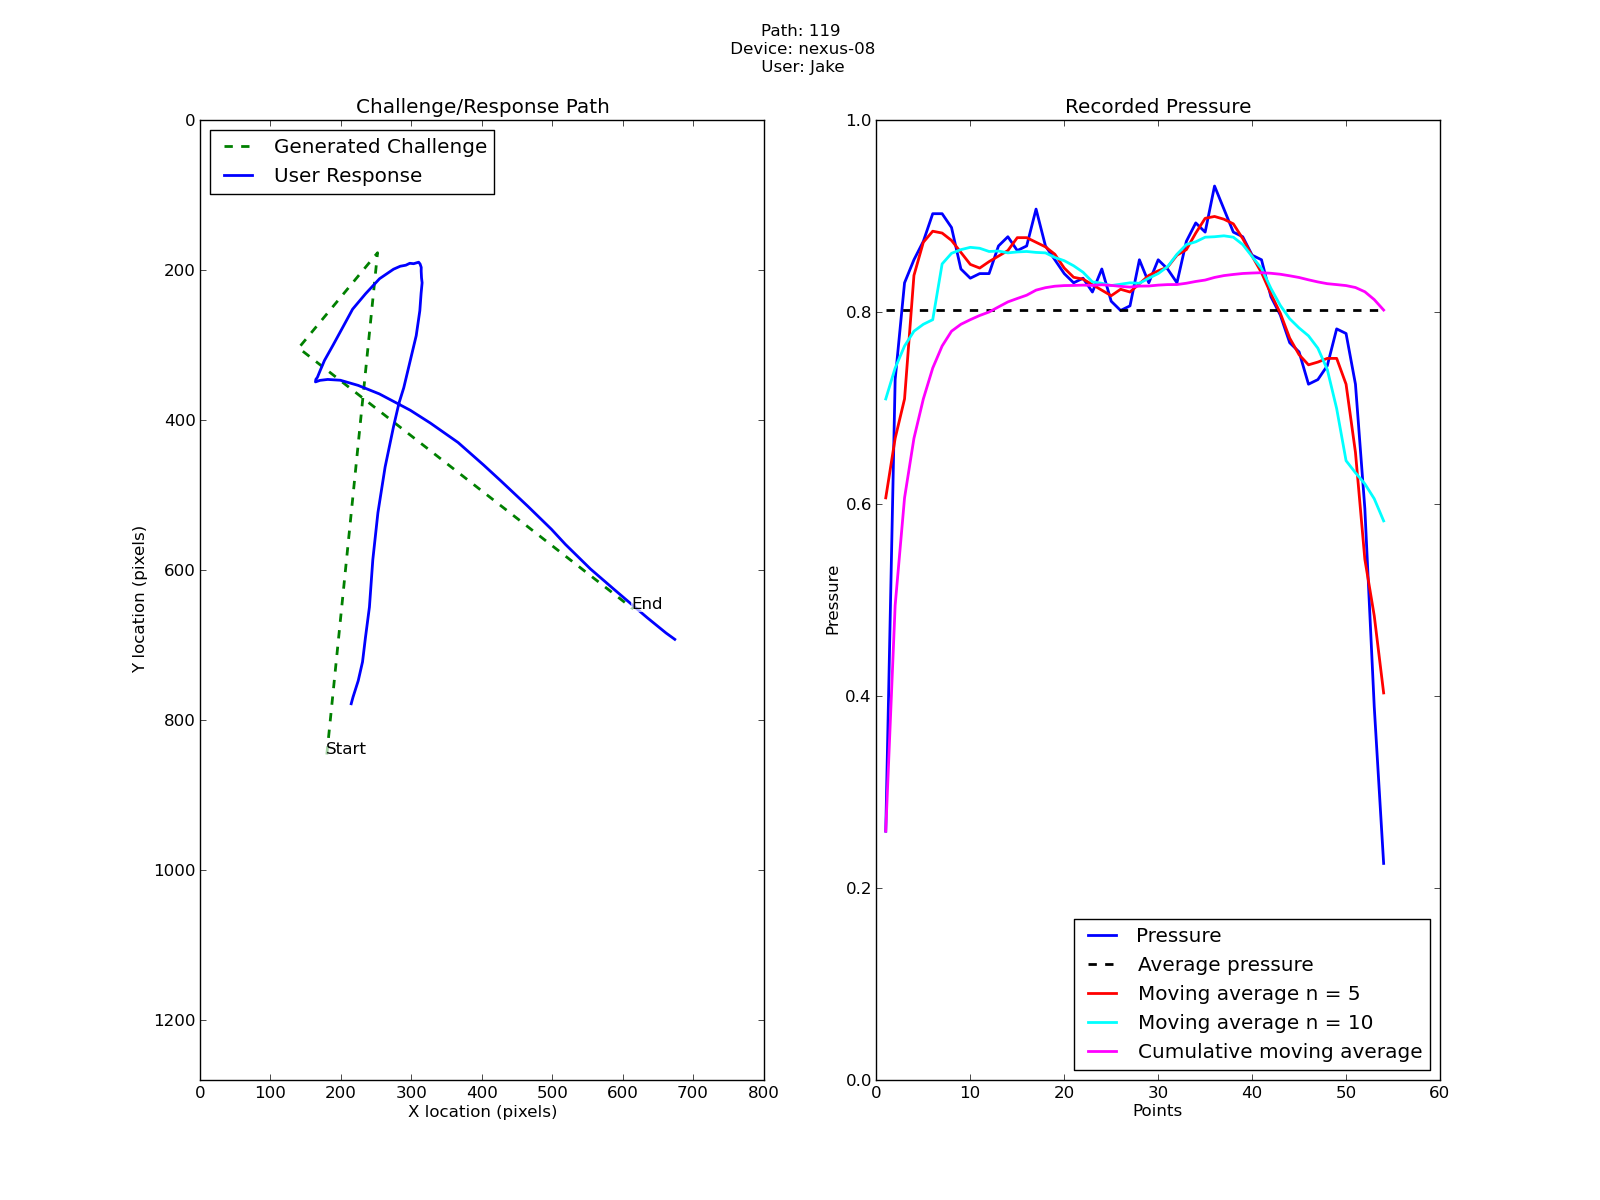 Path: 119
Device: nexus-08
User: Jake
Challenge/Response Path
Generated Challenge
User Response
Start
End
0
200
400
600
800
1000
1200
Y location (pixels)
0 100 200 300 400 500 600 700 800
X location (pixels)
Recorded Pressure
1.0
0.8
0.6
0.4
0.2
0.0
Pressure
Pressure
Average pressure
Moving average n = 5
Moving average n = 10
Cumulative moving average
0 10 20 30 40 50 60
Points